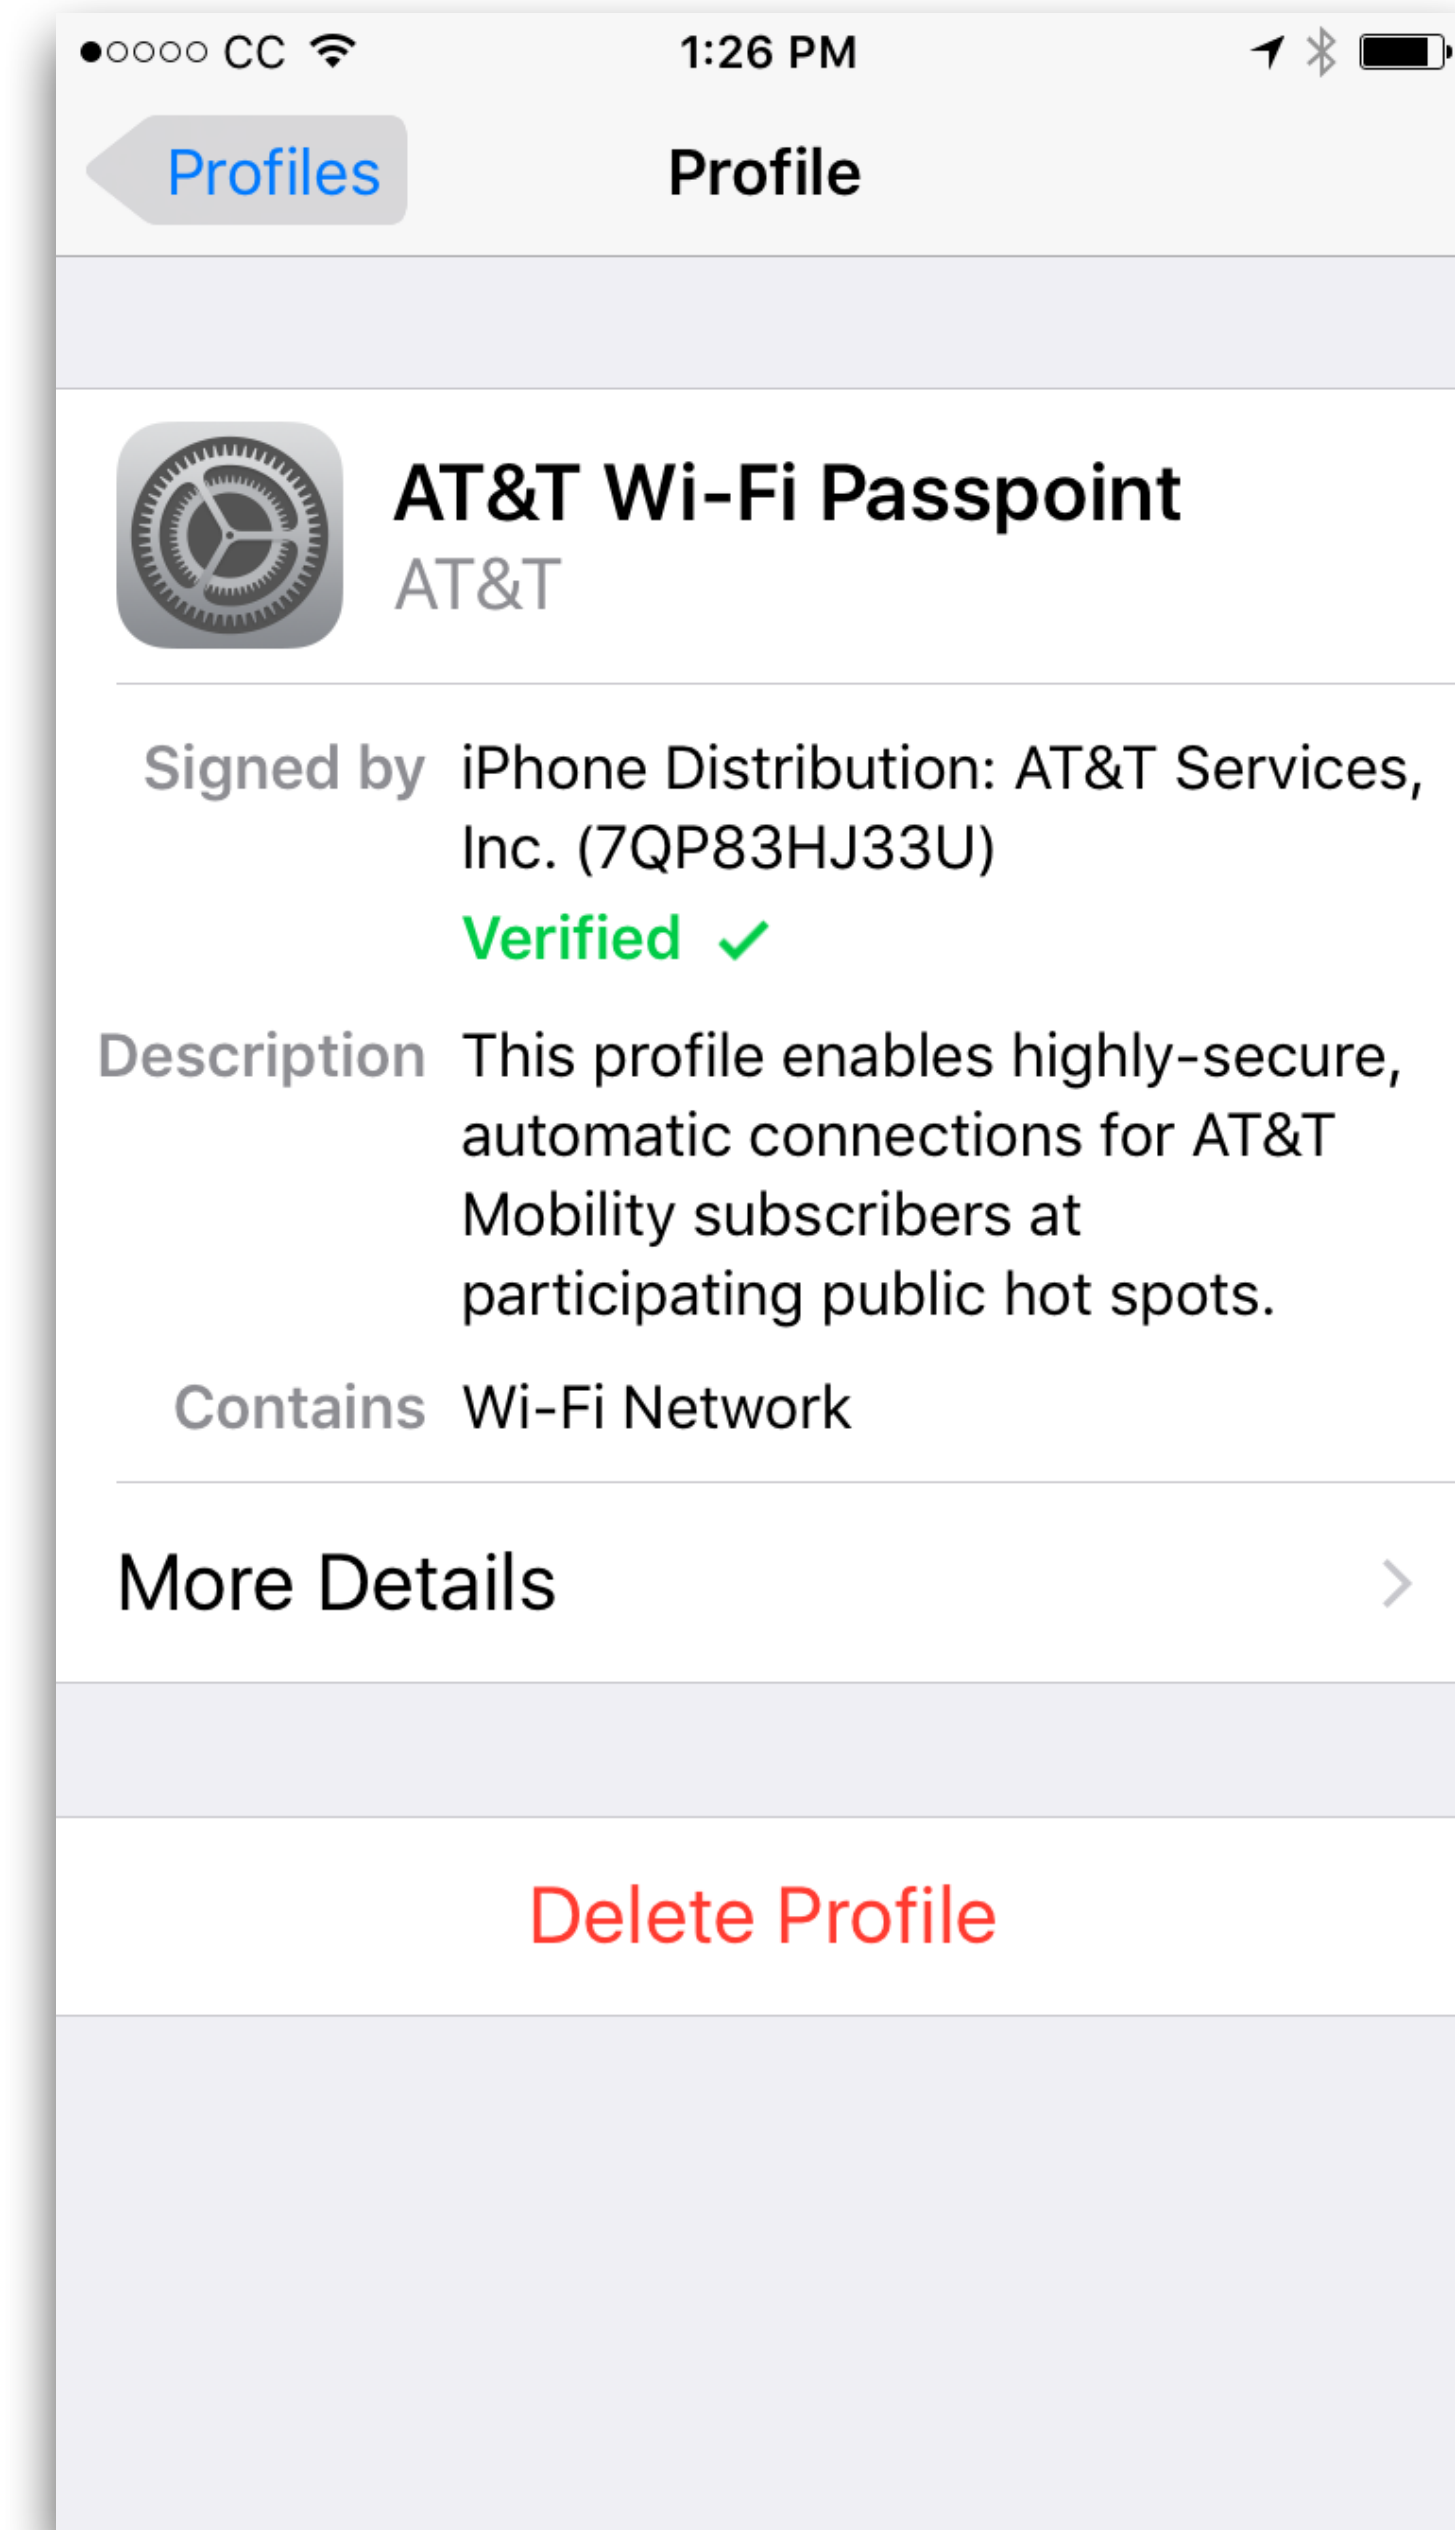 CC
1:26 PM
Profiles
Profile
AT&T Wi-Fi Passpoint
AT&T
Signed by
iPhone Distribution: AT&T Services,
Inc. (7QP83HJ33U)
Verified
Description
This profile enables highly-secure,
automatic connections for AT&T
Mobility subscribers at
participating public hot spots.
Contains
Wi-Fi Network
More Details
Delete Profile